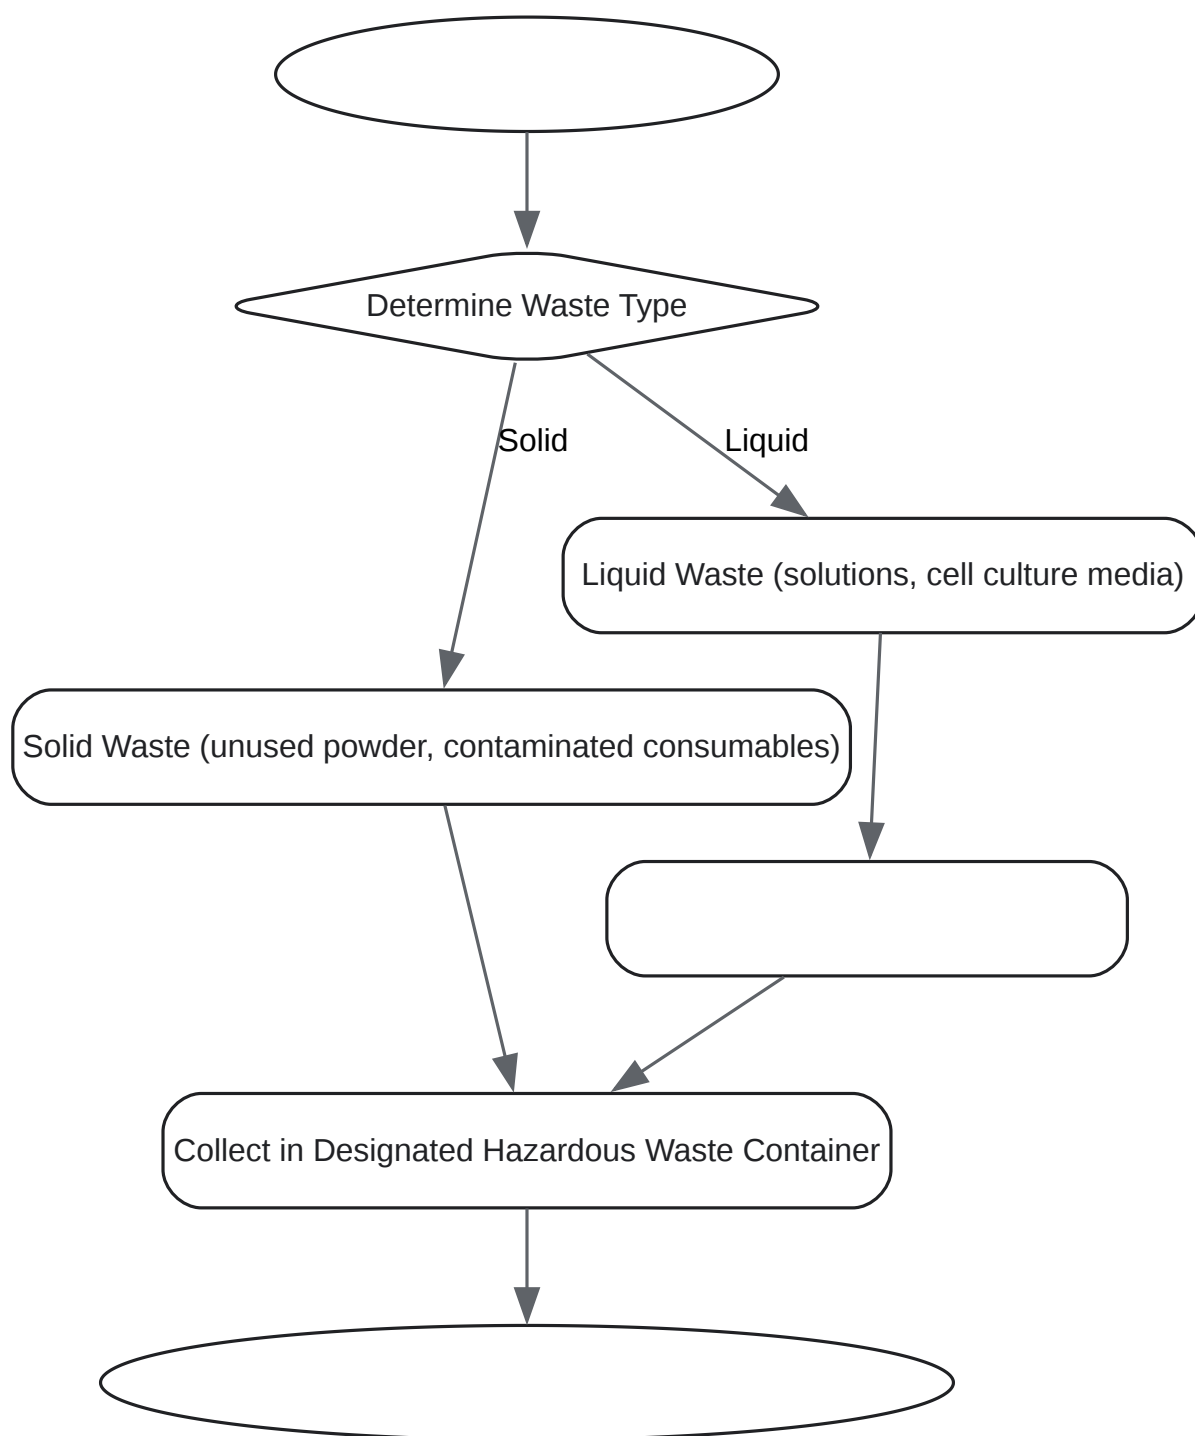 Determine Waste Type
Solid
Liquid
Liquid Waste (solutions, cell culture media)
Solid Waste (unused powder, contaminated consumables)
Collect in Designated Hazardous Waste Container